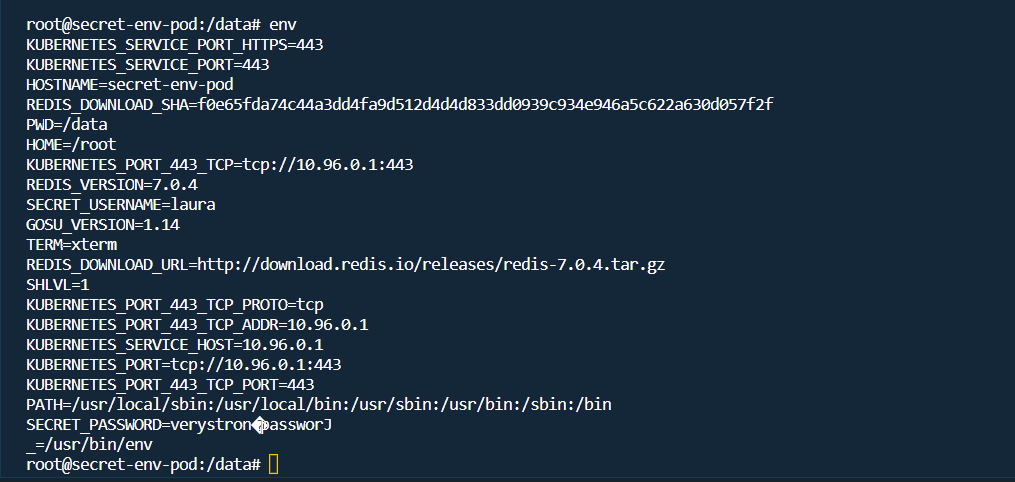 root@secret-env-pod:/data# env
KUBERNETES_SERVICE_PORT_HTTPS=443
KUBERNETES_SERVICE_PORT=443
HOSTNAME=secret-env-pod
REDIS_DOWNLOAD_SHA=f0e65fda74c44a3dd4fa9d512d4d4d833dd0939c934e946a5c622a630d057f2f
PWD=/data
HOME=/root
KUBERNETES_PORT_443_TCP=tcp://10.96.0.1:443
REDIS_VERSION=7.0.4
SECRET_USERNAME=laura
GOSU_VERSION=1.14
TERM=xterm
REDIS_DOWNLOAD_URL=http://download.redis.io/releases/redis-7.0.4.tar.gz
SHLVL=1
KUBERNETES_PORT_443_TCP_PROTO=tcp
KUBERNETES_PORT_443_TCP_ADDR=10.96.0.1
KUBERNETES_SERVICE_HOST=10.96.0.1
KUBERNETES_PORT=tcp://10.96.0.1:443
KUBERNETES_PORT_443_TCP_PORT=443
PATH=/usr/local/sbin:/usr/local/bin:/usr/sbin:/usr/bin:/sbin:/bin
SECRET_PASSWORD=verystron�passworJ
_=/usr/bin/env
root@secret-env-pod:/data#